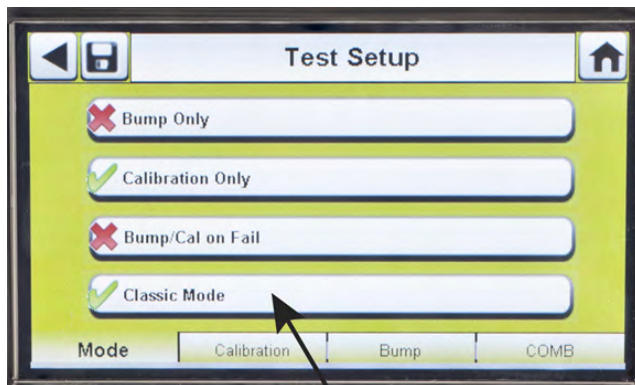 Test Setup
Bump Only
Calibration Only
Bump/Cal on Fail
Classic Mode
Mode Calibration Bump COMB